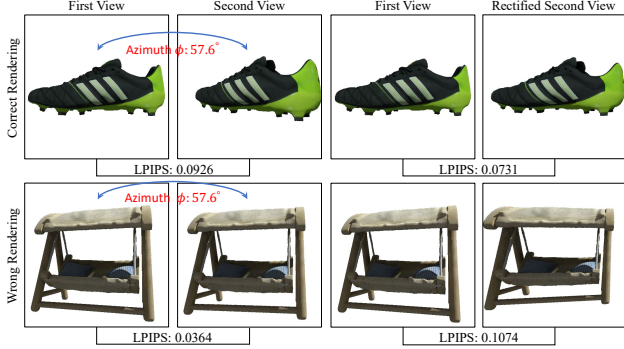 First View Second View First View Rectified Second View
Correct Rendering
Azimuth ϕ: 57.6°
LPIPS: 0.0926 LPIPS: 0.0731
Wrong Rendering
Azimuth ϕ: 57.6°
LPIPS: 0.0364 LPIPS: 0.1074